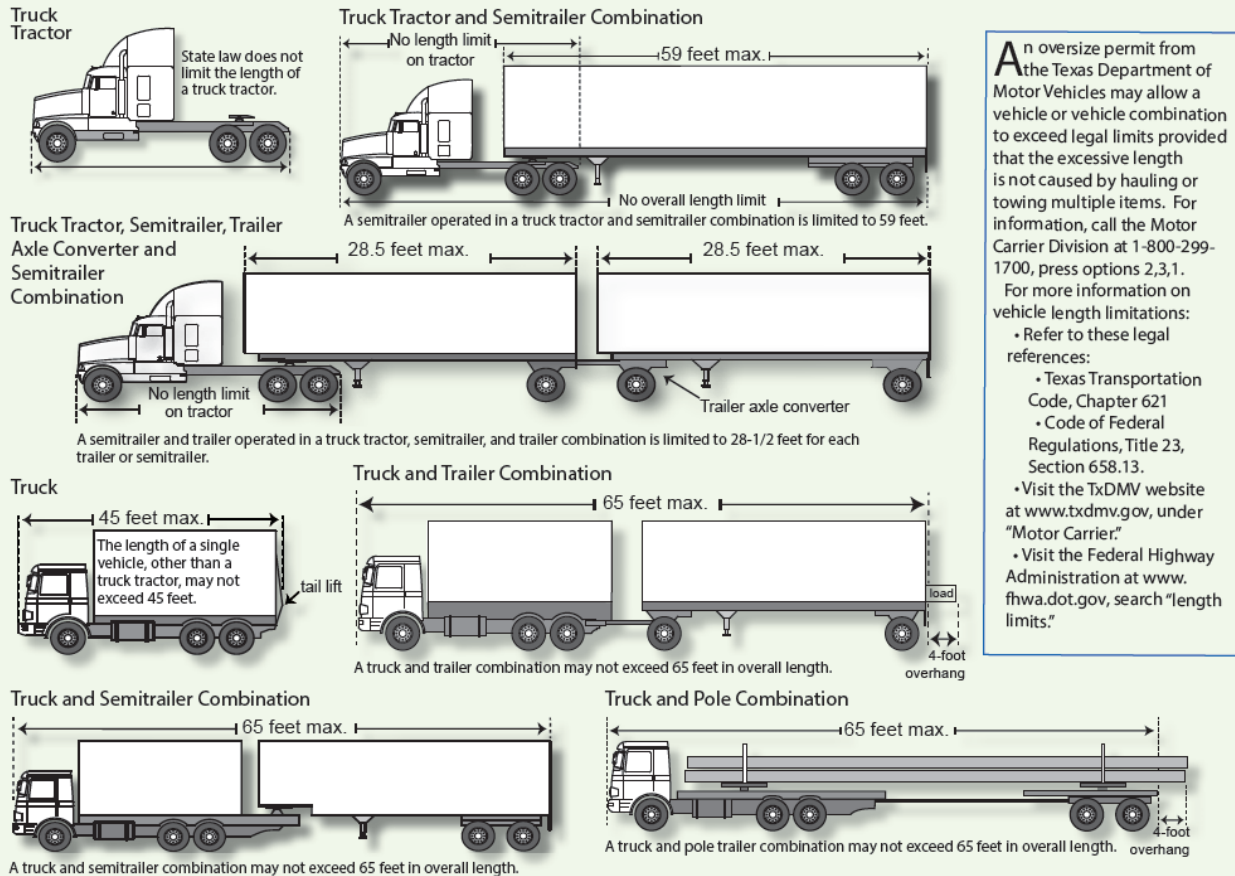 Truck
Tractor
State law does not
limit the length of
a truck tractor.
Truck Tractor and Semitrailer Combination
No length limit
on tractor
59 feet max.
No overall length limit
A semitrailer operated in a truck tractor and semitrailer combination is limited to 59 feet.
Truck Tractor, Semitrailer, Trailer
Axle Converter and
Semitrailer
Combination
28.5 feet max.
28.5 feet max.
No length limit
on tractor
Trailer axle converter
A semitrailer and trailer operated in a truck tractor, semitrailer, and trailer combination is limited to 28-1/2 feet for each
trailer or semitrailer.
Truck
45 feet max.
The length of a single
vehicle, other than a
truck tractor, may not
exceed 45 feet.
tail lift
Truck and Trailer Combination
65 feet max.
load
4-foot
overhang
A truck and trailer combination may not exceed 65 feet in overall length.
Truck and Semitrailer Combination
65 feet max.
A truck and semitrailer combination may not exceed 65 feet in overall length.
Truck and Pole Combination
65 feet max.
4-foot
overhang
A truck and pole trailer combination may not exceed 65 feet in overall length.
An oversize permit from
the Texas Department of
Motor Vehicles may allow a
vehicle or vehicle combination
to exceed legal limits provided
that the excessive length
is not caused by hauling or
towing multiple items. For
information, call the Motor
Carrier Division at 1-800-299-
1700, press options 2,3,1.
For more information on
vehicle length limitations:
• Refer to these legal
references:
• Texas Transportation
Code, Chapter 621
• Code of Federal
Regulations, Title 23,
Section 658.13.
• Visit the TxDMV website
at www.txdmv.gov, under
"Motor Carrier."
• Visit the Federal Highway
Administration at www.
fhwa.dot.gov, search "length
limits."